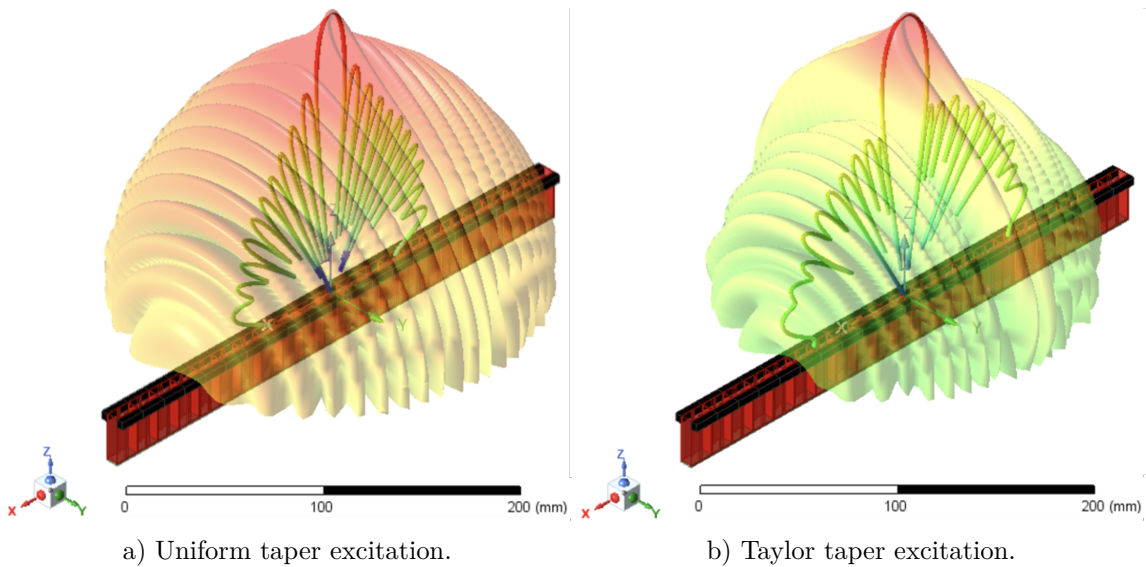 Z
X
Y
Z
X
Y
0
100
200 (mm)
a) Uniform taper excitation.
Z
X
Y
Z
X
Y
0
100
200 (mm)
b) Taylor taper excitation.